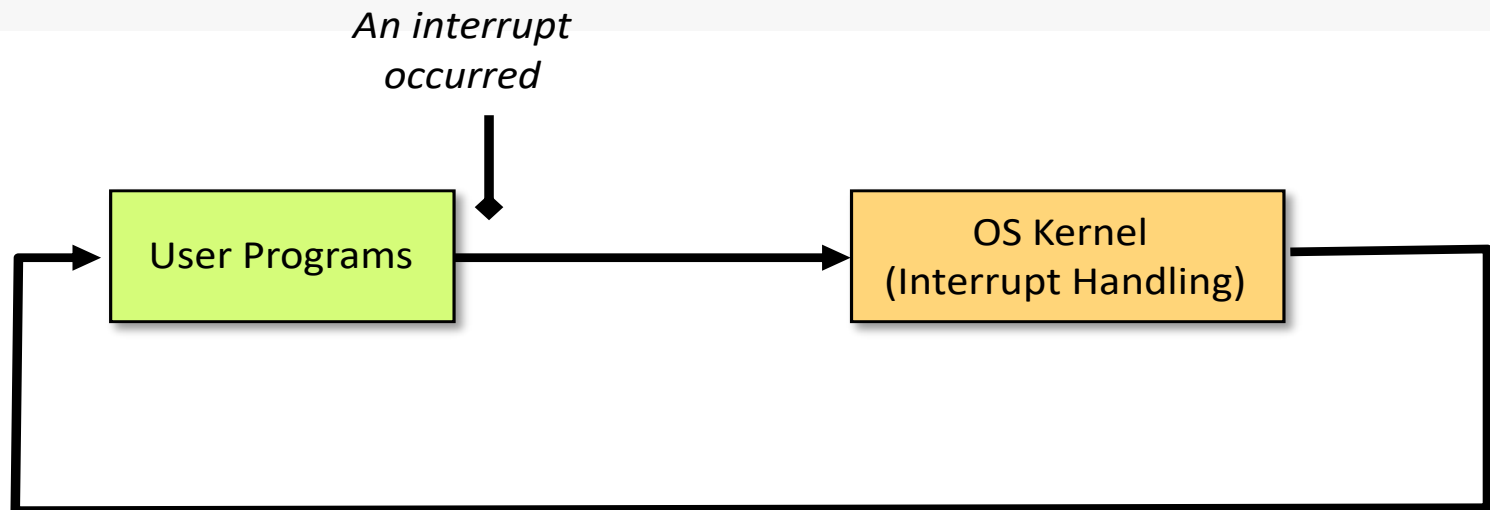 An interrupt
occurred
User Programs
OS Kernel
(Interrupt Handling)